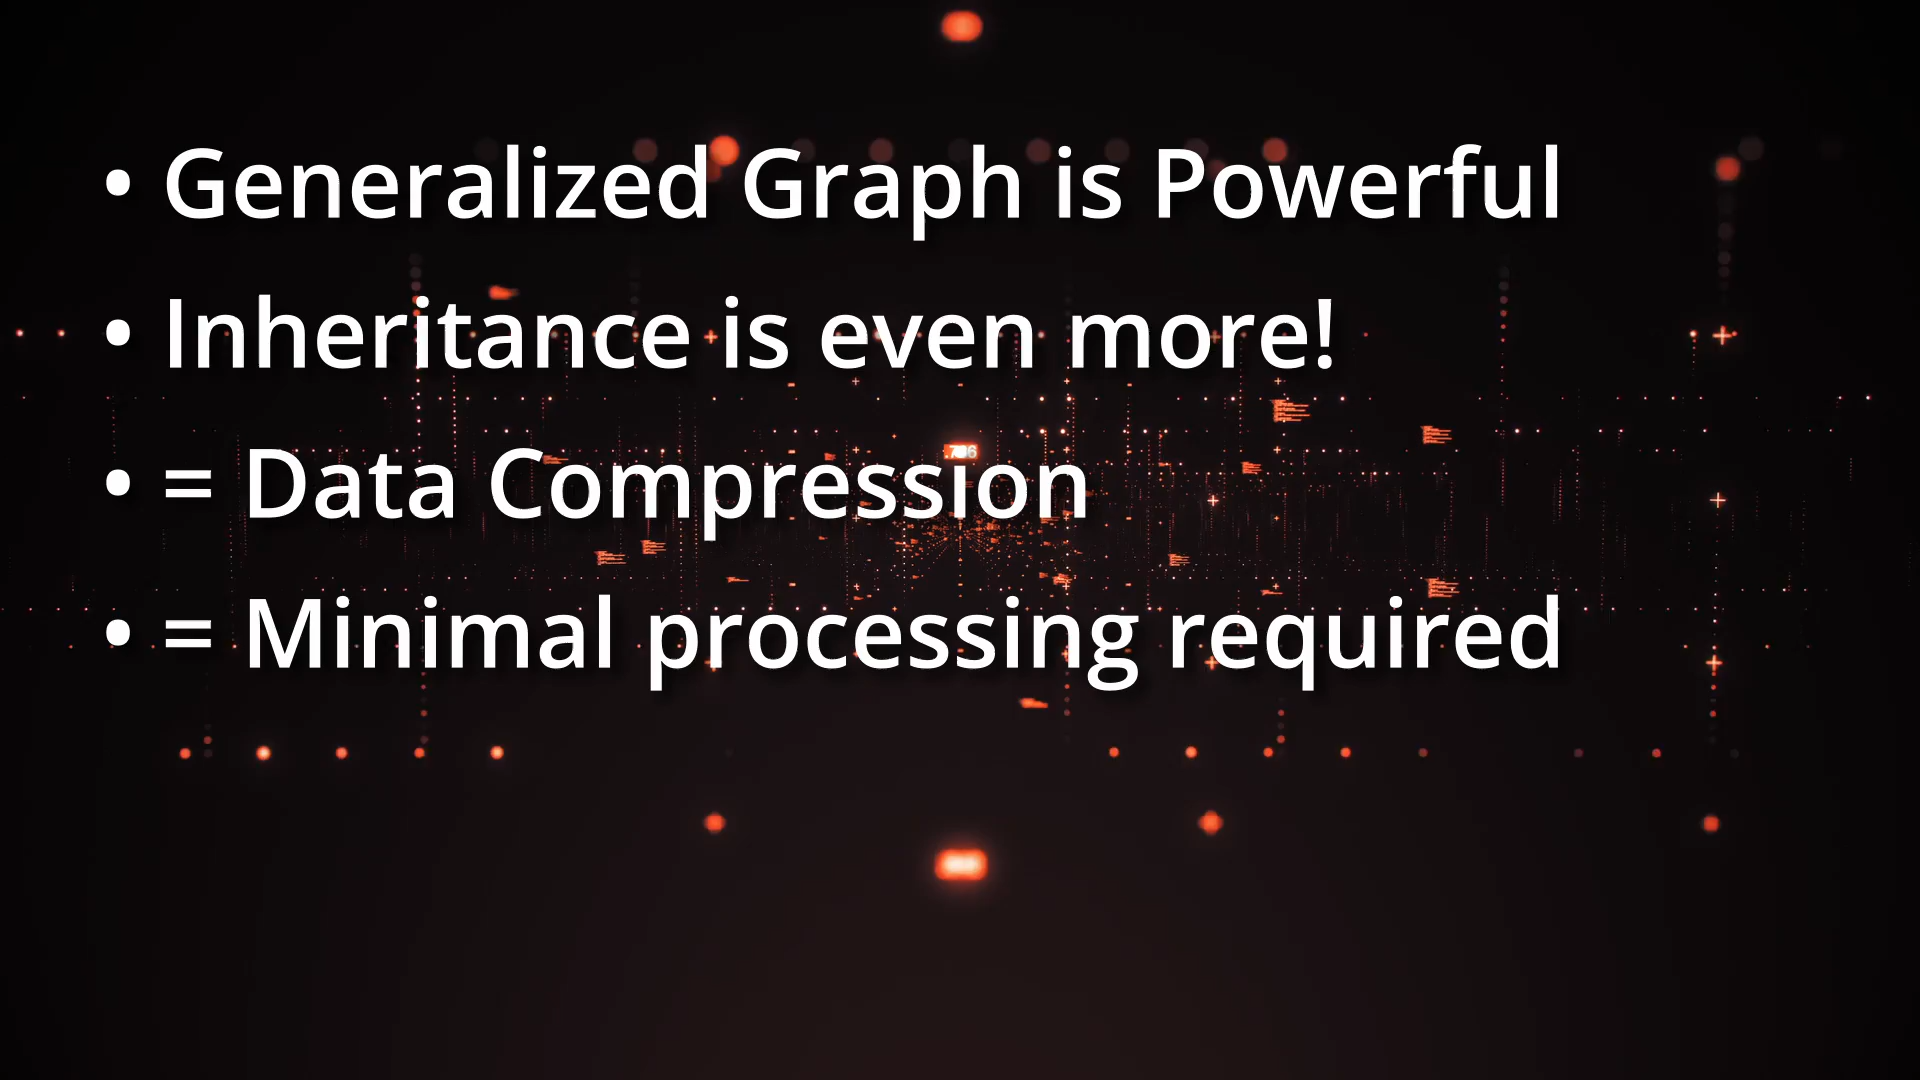 • Generalized Graph is Powerful
• Inheritance is even more!
• = Data Compression
• = Minimal processing required